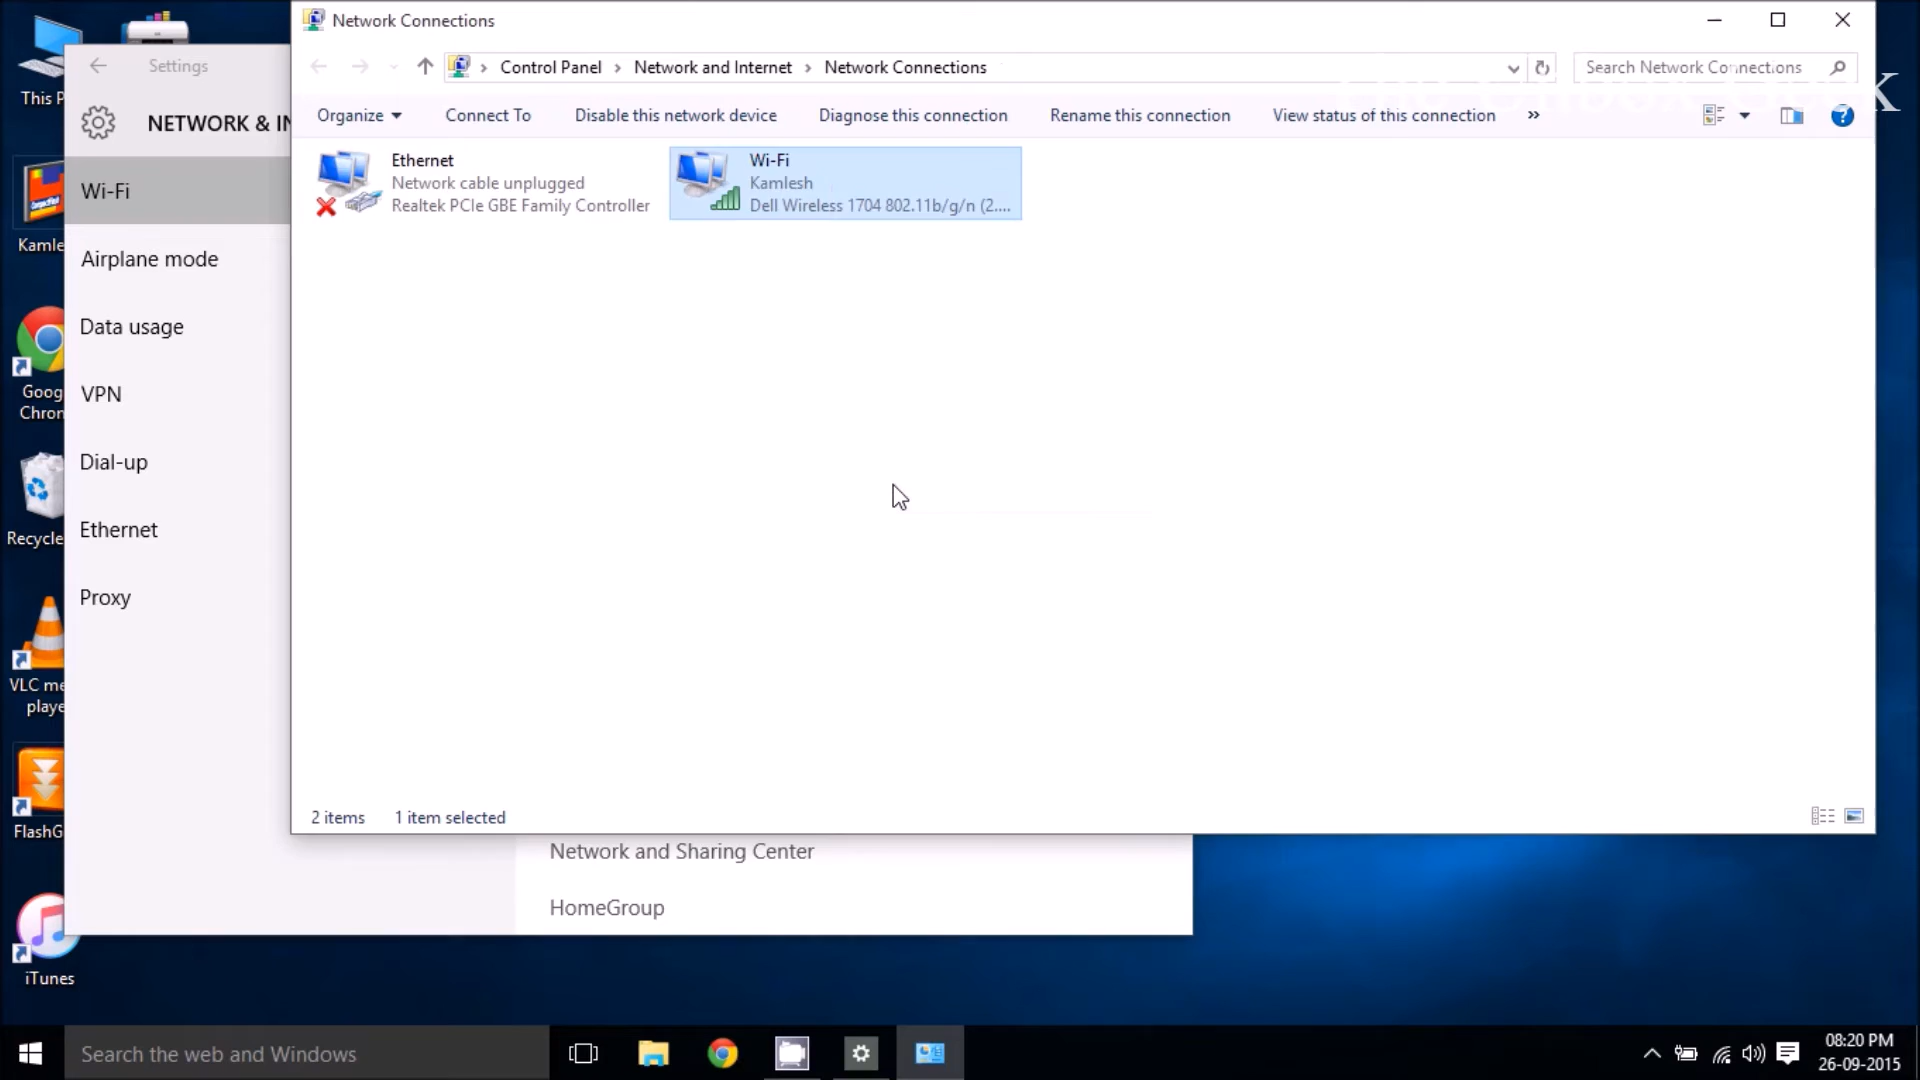 Network Connections
Control Panel > Network and Internet > Network Connections
Search Network Connections
Organize
Connect To
Disable this network device
Diagnose this connection
Rename this connection
View status of this connection
»
Ethernet
Network cable unplugged
Realtek PCIe GBE Family Controller
Wi-Fi
Kamlesh
Dell Wireless 1704 802.11b/g/n (2....
2 items
1 item selected
Settings
NETWORK & IN
Wi-Fi
Airplane mode
Data usage
VPN
Dial-up
Ethernet
Proxy
Network and Sharing Center
HomeGroup
This P
Kamle
Goog
Chron
Recycle
VLC me
playe
FlashG
iTunes
Search the web and Windows
08:20 PM
26-09-2015